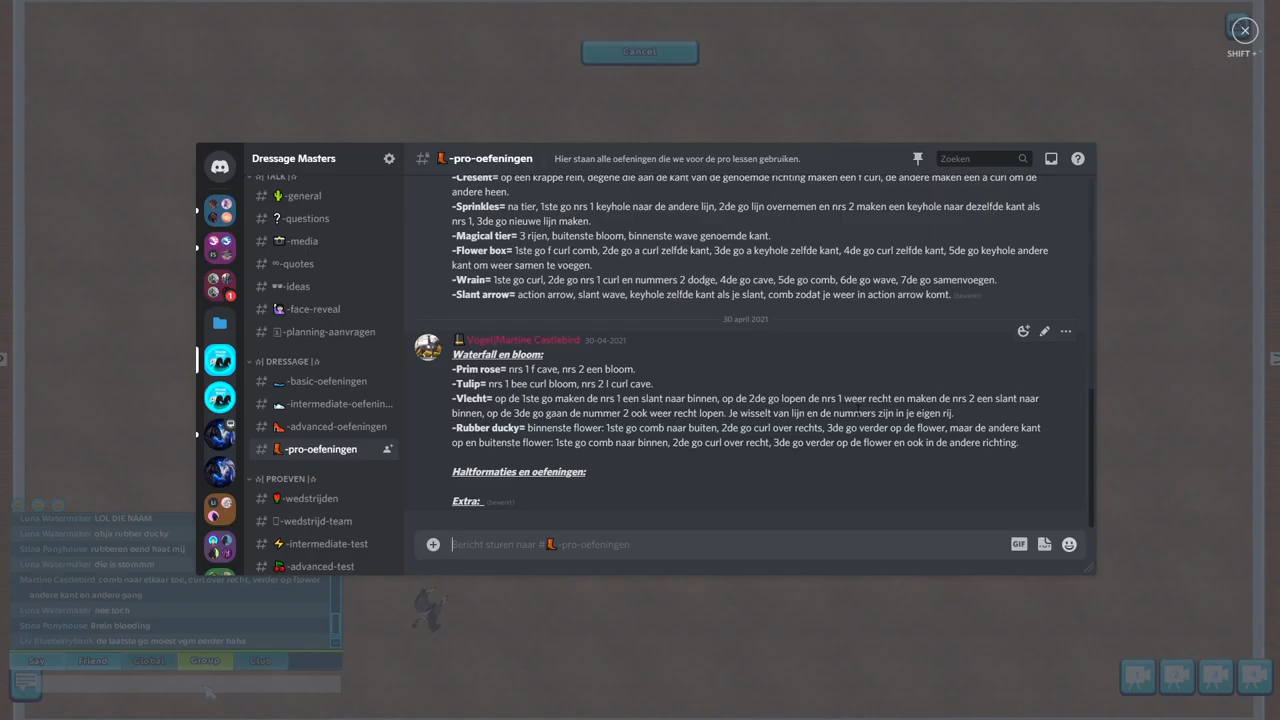 Cancel
SHIFT + `
Dressage Masters
-pro-oefeningen
Hier staan alle oefeningen die we voor de pro lessen gebruiken.
Zoeken
☆| TALK |☆
-general
-questions
-media
-quotes
-ideas
-face-reveal
-planning-aanvragen
☆| DRESSAGE |☆
-basic-oefeningen
-intermediate-oefenin...
-advanced-oefeningen
-pro-oefeningen
☆| PROEVEN |☆
-wedstrijden
-wedstrijd-team
-intermediate-test
-advanced-test
1
-Cresent= op een krappe rein, degene die aan de kant van de genoemde richting maken een f curl, de andere maken een a curl om de
andere heen.
-Sprinkles= na tier, 1ste go nrs 1 keyhole naar de andere lijn, 2de go lijn overnemen en nrs 2 maken een keyhole naar dezelfde kant als
nrs 1, 3de go nieuwe lijn maken.
-Magical tier= 3 rijen, buitenste bloom, binnenste wave genoemde kant.
-Flower box= 1ste go f curl comb, 2de go a curl zelfde kant, 3de go a keyhole zelfde kant, 4de go curl zelfde kant, 5de go keyhole andere
kant om weer samen te voegen.
-Wrain= 1ste go curl, 2de go nrs 1 curl en nummers 2 dodge, 4de go cave, 5de go comb, 6de go wave, 7de go samenvoegen.
-Slant arrow= action arrow, slant wave, keyhole zelfde kant als je slant, comb zodat je weer in action arrow komt. (bewerkt)
30 april 2021
Vogel|Martine Castlebird 30-04-2021
Waterfall en bloom:
-Prim rose= nrs 1 f cave, nrs 2 een bloom.
-Tulip= nrs 1 bee curl bloom, nrs 2 l curl cave.
-Vlecht= op de 1ste go maken de nrs 1 een slant naar binnen, op de 2de go lopen de nrs 1 weer recht en maken de nrs 2 een slant naar
binnen, op de 3de go gaan de nummer 2 ook weer recht lopen. Je wisselt van lijn en de nummers zijn in je eigen rij.
-Rubber ducky= binnenste flower: 1ste go comb naar buiten, 2de go curl over rechts, 3de go verder op de flower, maar de andere kant
op en buitenste flower: 1ste go comb naar binnen, 2de go curl over recht, 3de go verder op de flower en ook in de andere richting.
Haltformaties en oefeningen:
Extra: (bewerkt)
Bericht sturen naar # -pro-oefeningen
GIF
Luna Watermaker LOL DIE NAAM
Luna Watermaker ohja rubber ducky
Stina Ponyhouse rubberen eend haat mij
Luna Watermaker die is stommm
Martine Castlebird comb naar elkaar toe, curl over recht, verder op flower
andere kant en andere gang
Luna Watermaker nee toch
Stina Ponyhouse Brein bloeding
Liv Blueberrybank de laatste go moest vgm eerder haha
Say
Friend
Global
Group
Club
1
2
3
4